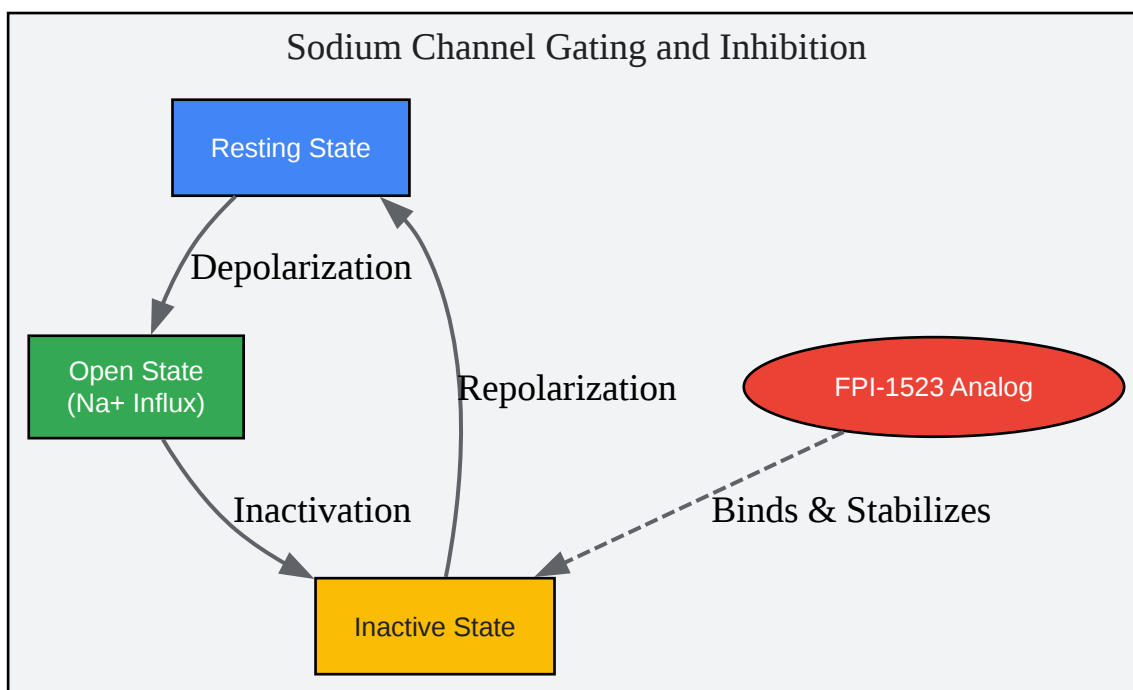 Sodium Channel Gating and Inhibition
Resting State
Depolarization
Open State
(Na+ Influx)
Repolarization
FPI-1523 Analog
Inactivation
Binds & Stabilizes
Inactive State